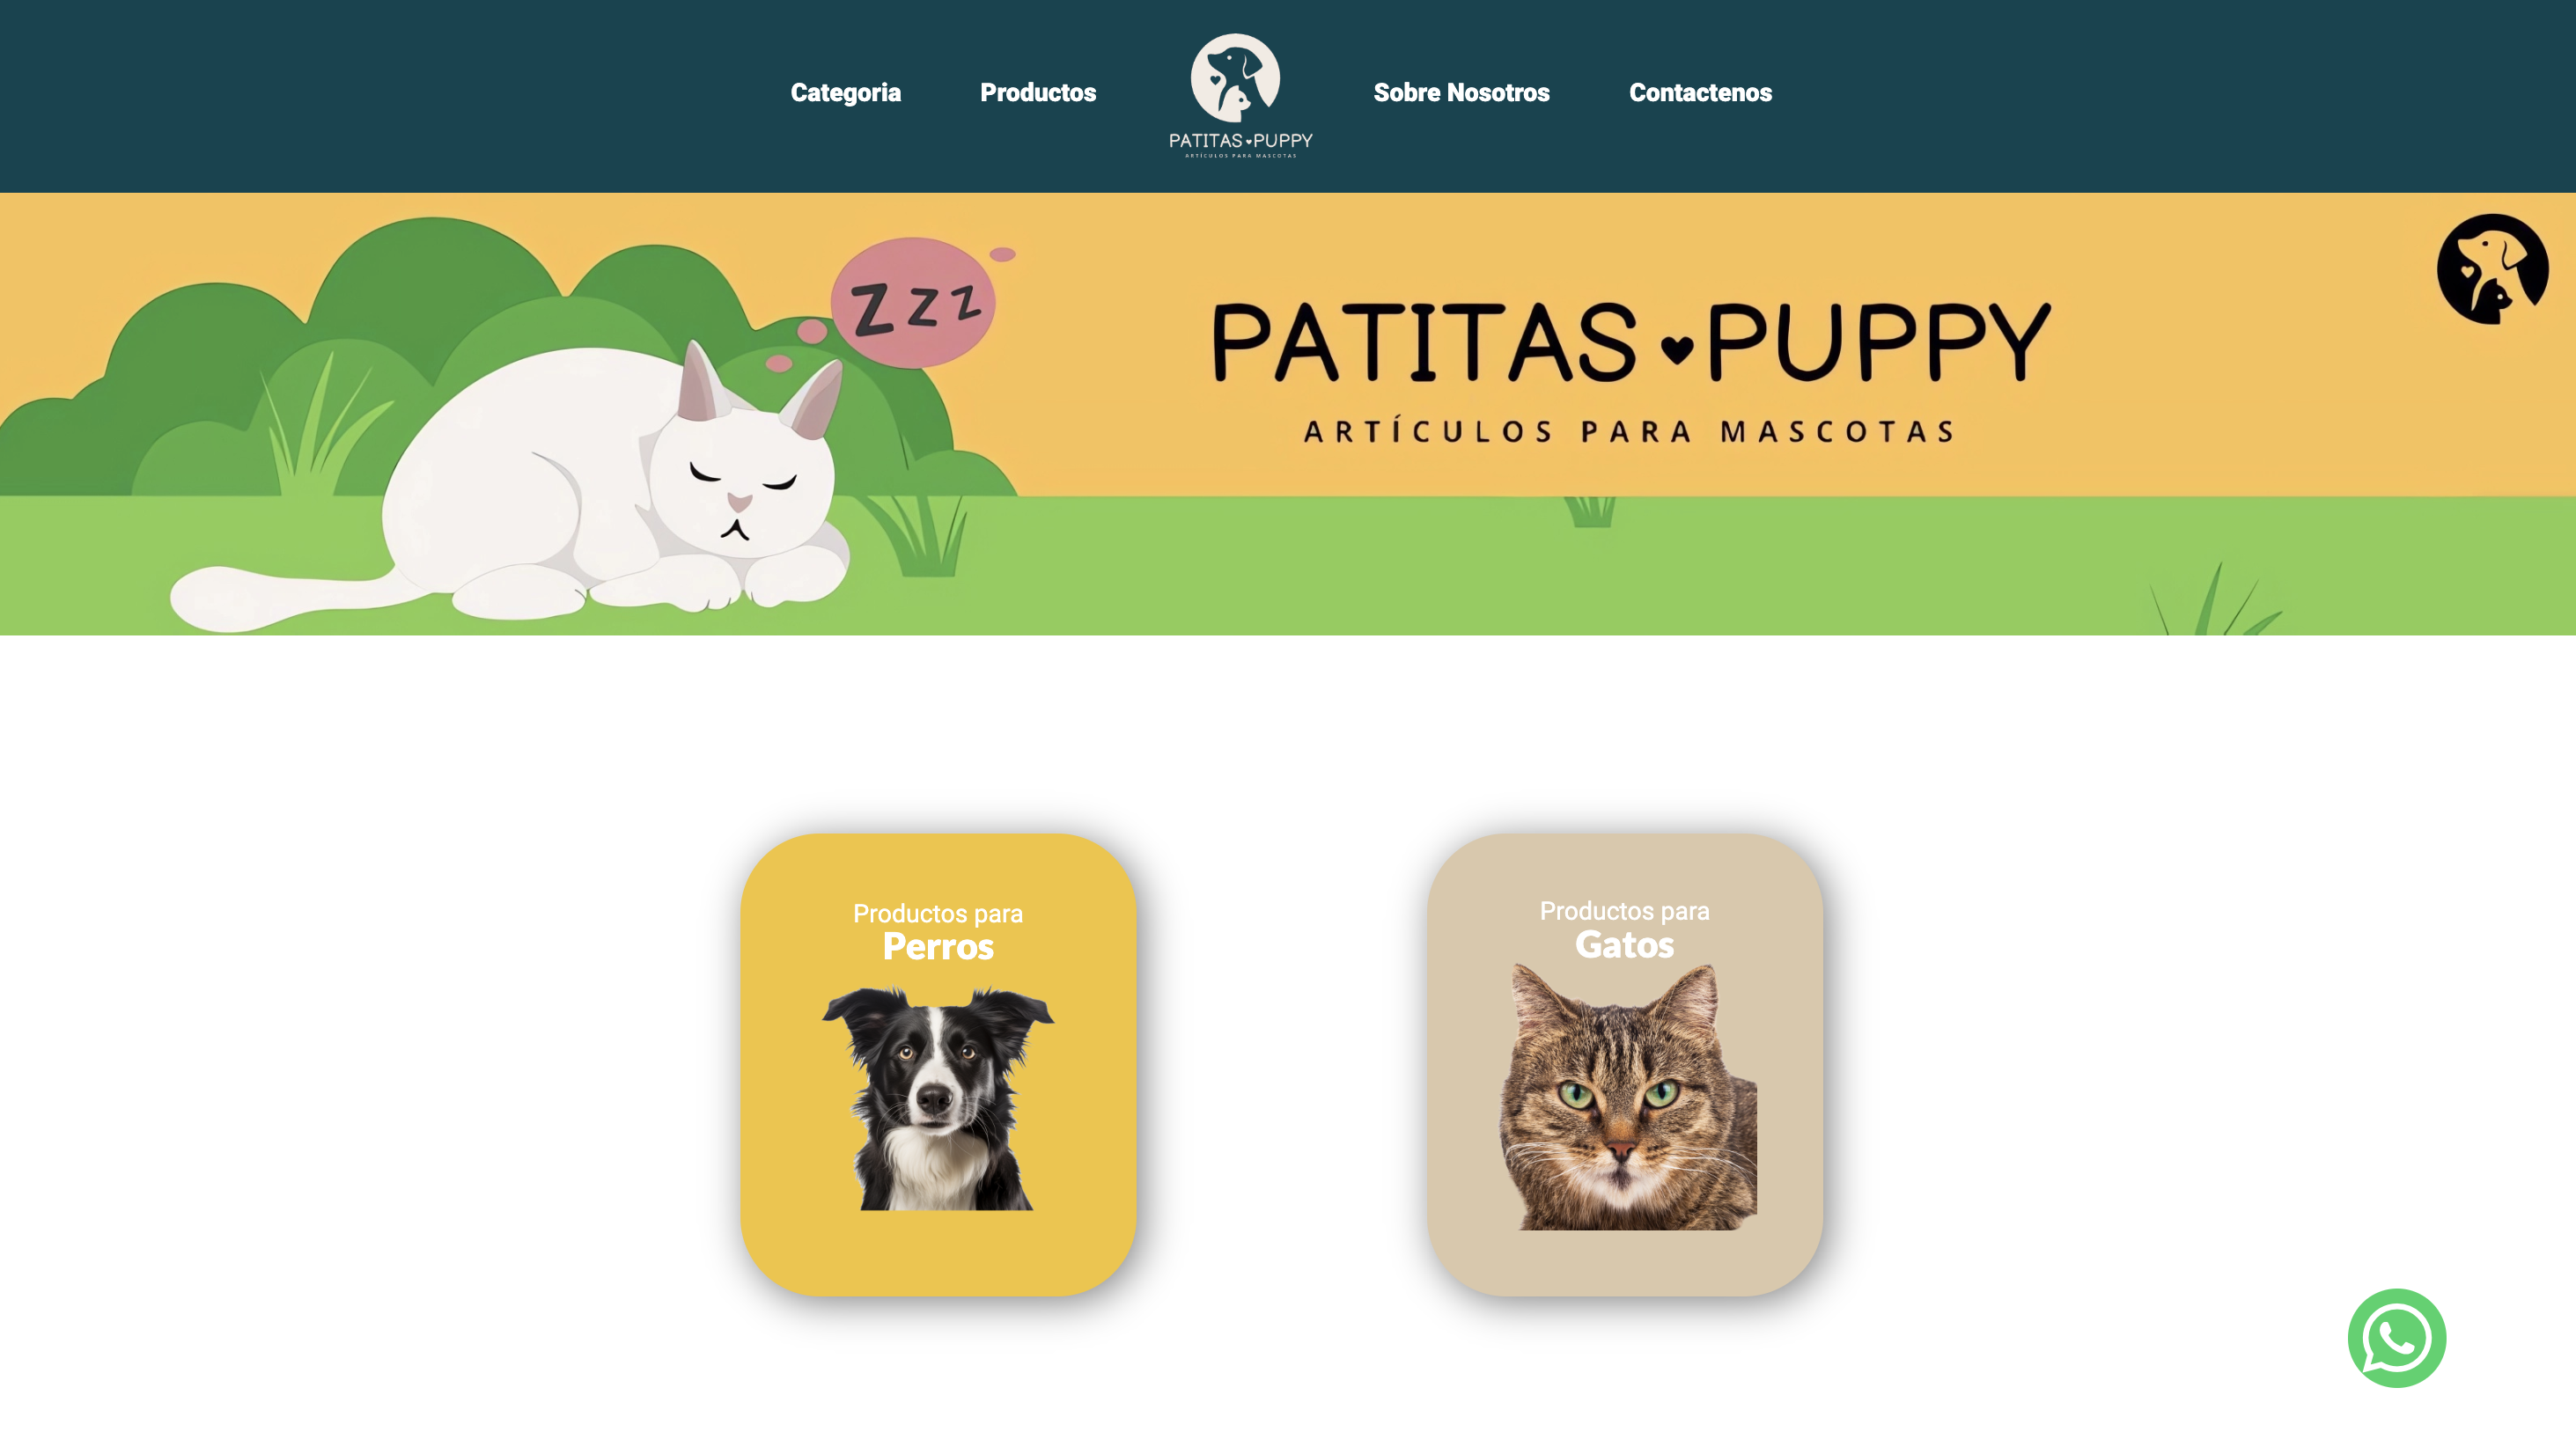 Categoria
Productos
PATITAS PUPPY
ARTÍCULOS PARA MASCOTAS
Sobre Nosotros
Contactenos
Z Z Z
PATITAS PUPPY
ARTÍCULOS PARA MASCOTAS
Productos para
Perros
Productos para
Gatos